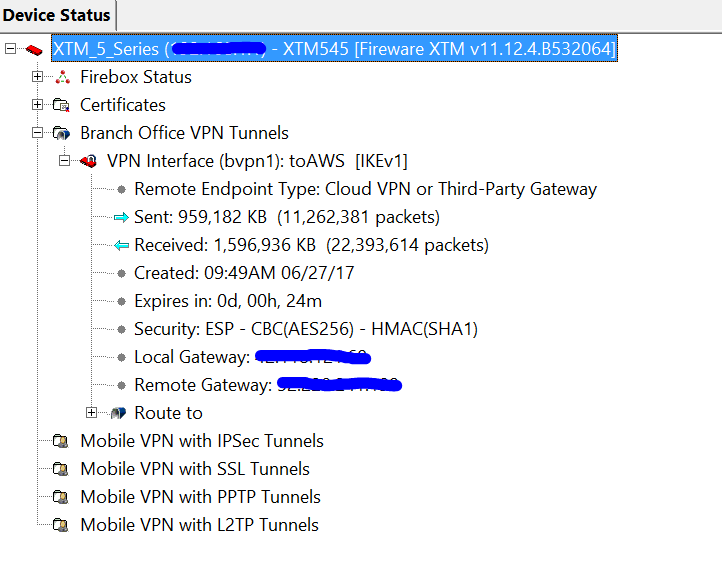 Device Status
XTM_5_Series ( ) - XTM545 [Fireware XTM v11.12.4.B532064]
Firebox Status
Certificates
Branch Office VPN Tunnels
VPN Interface (bvpn1): toAWS [IKEv1]
Remote Endpoint Type: Cloud VPN or Third-Party Gateway
Sent: 959,182 KB (11,262,381 packets)
Received: 1,596,936 KB (22,393,614 packets)
Created: 09:49AM 06/27/17
Expires in: 0d, 00h, 24m
Security: ESP - CBC(AES256) - HMAC(SHA1)
Local Gateway:
Remote Gateway:
Route to
Mobile VPN with IPSec Tunnels
Mobile VPN with SSL Tunnels
Mobile VPN with PPTP Tunnels
Mobile VPN with L2TP Tunnels